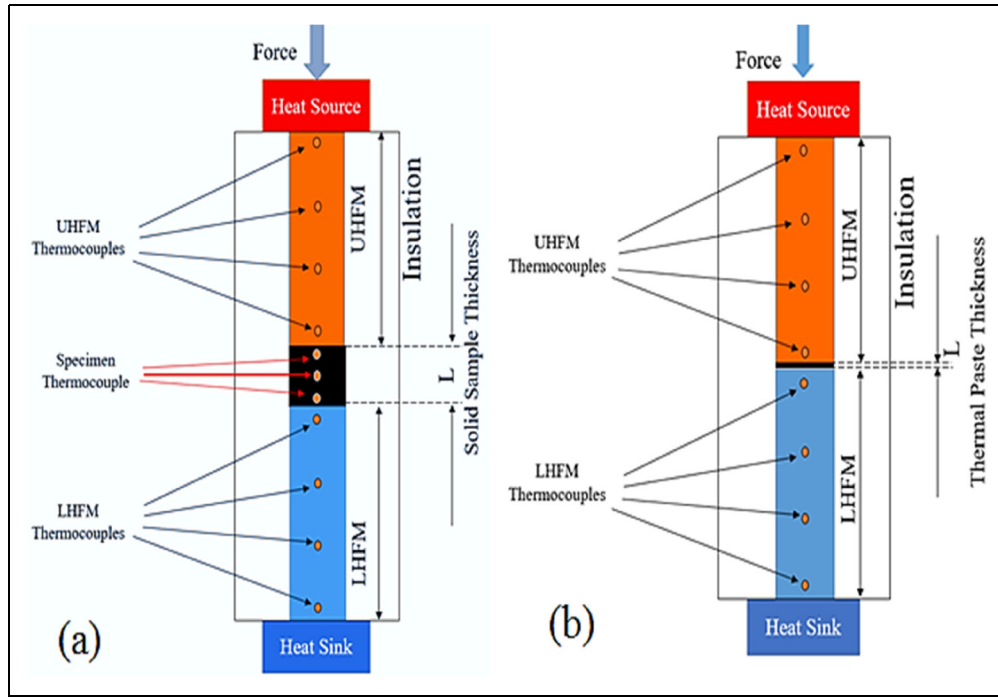 Force
Heat Source
UHFM
Thermocouples
UHFM
Insulation
Specimen
Thermocouple
L
Solid Sample Thickness
LHFM
Thermocouples
LHFM
Heat Sink
(a)
Force
Heat Source
UHFM
Thermocouples
UHFM
Insulation
L
Thermal Paste Thickness
LHFM
Thermocouples
LHFM
Heat Sink
(b)